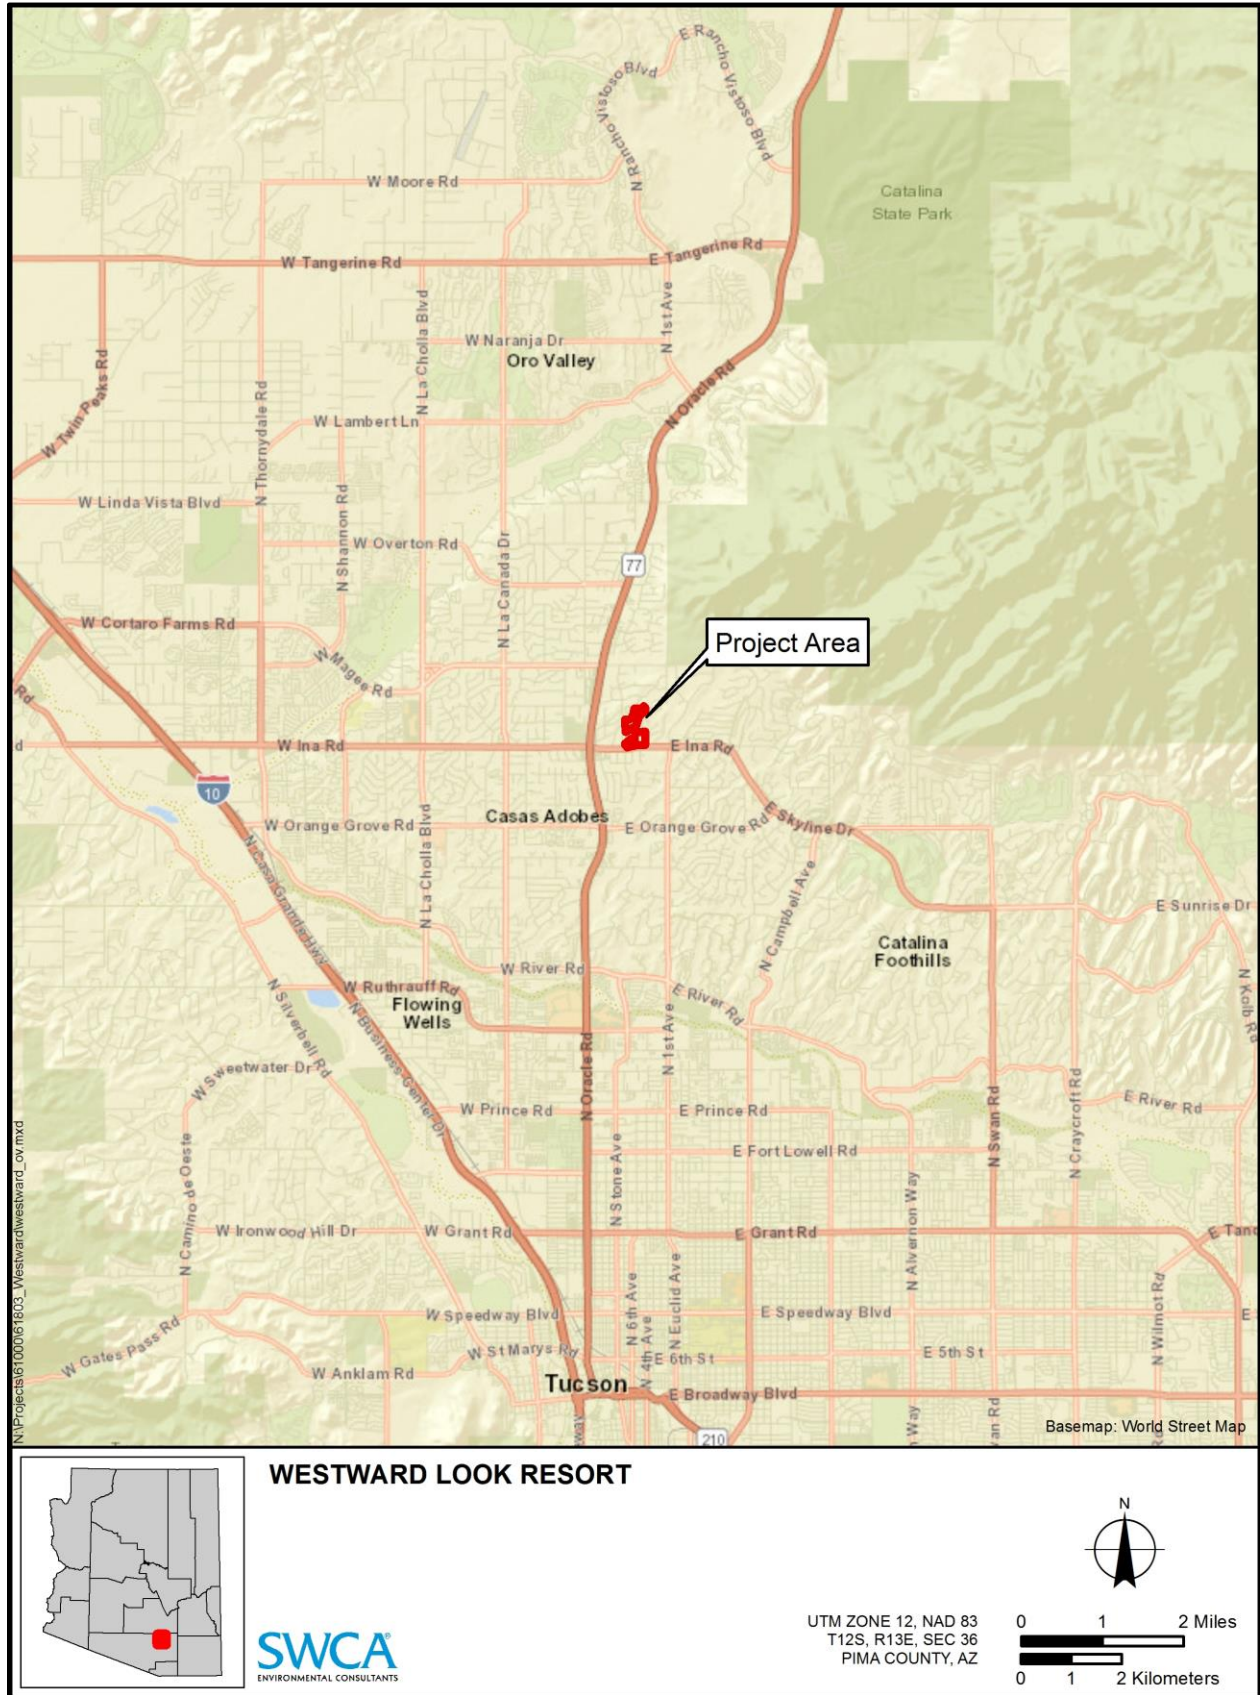 E Rancho Vistoso Blvd
Vistoso Blvd
N Rancho
W Moore Rd
Catalina
State Park
W Tangerine Rd
E Tangerine Rd
N La Cholla Blvd
N 1st Ave
W Naranja Dr
Oro Valley
W Twin Peaks Rd
N Thornydale Rd
N Oracle Rd
W Lambert Ln
W Linda Vista Blvd
N Shannon Rd
W Overton Rd
N La Canada Dr
77
W Cortaro Farms Rd
Project Area
W Magee Rd
Rd
d
W Ina Rd
E Ina Rd
10
Casas Adobes
W Orange Grove Rd
E Orange Grove Rd
E Skyline Dr
N La Cholla Blvd
N Casa Grande Hwy
N Campbell Ave
E Sunrise Dr
Catalina
Foothills
W River Rd
W Ruthrauff Rd
Flowing
Wells
E River Rd
N Kolb Rd
N Silverbell Rd
N Business Center Dr
N 1st Ave
N Oracle Rd
W Sweetwater Dr
W Prince Rd
E Prince Rd
N Swan Rd
N Craycroft Rd
E River Rd
E Fort Lowell Rd
N Stone Ave
N Camino de Oeste
N Alvernon Way
W Ironwood Hill Dr
W Grant Rd
E Grant Rd
E Tanq
N 6th Ave
N Euclid Ave
W Speedway Blvd
E Speedway Blvd
E
N Wilmot Rd
W Gates Pass Rd
W St Marys Rd
N 4th Ave
E 6th St
E 5th St
W Anklam Rd
Tucson
E Broadway Blvd
way
210
n Way
van Rd
Basemap: World Street Map
N:\Projects\61000\61803_Westward\westward_ov.mxd
WESTWARD LOOK RESORT
N
UTM ZONE 12, NAD 83
T12S, R13E, SEC 36
PIMA COUNTY, AZ
0 1 2 Miles
0 1 2 Kilometers
SWCA®
ENVIRONMENTAL CONSULTANTS